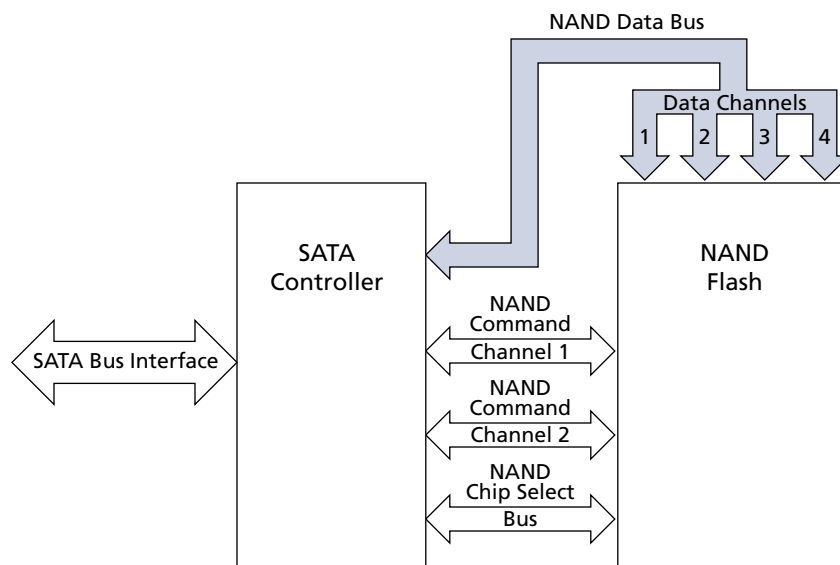 NAND Data Bus
Data Channels
1 2 3 4
SATA
Controller
NAND
Flash
SATA Bus Interface
NAND
Command
Channel 1
NAND
Command
Channel 2
NAND
Chip Select
Bus